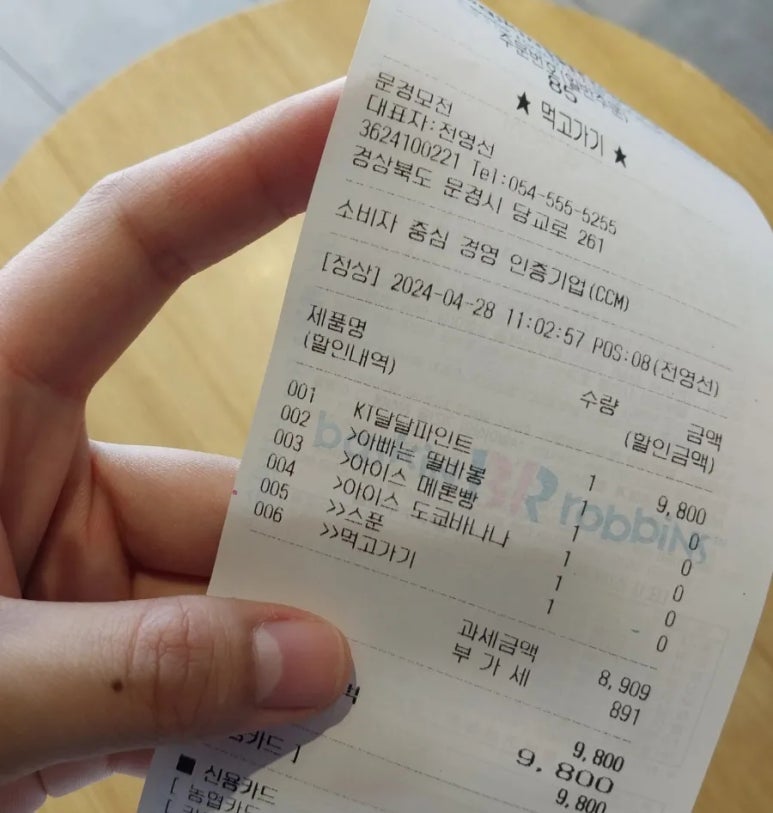 85
★ 먹고가기 ★
문경모전
대표자:전영선
3624100221 Tel:054-555-5255
경상북도 문경시 당교로 261
소비자 중심 경영 인증기업(CCM)
[정상] 2024-04-28 11:02:57 POS:08(전영선)
제품명 수량 금액
(할인내역) (할인금액)
001 KT달달파인트 1 9,800
002 >아빠는 딸바봉 1 0
003 >아이스 메론빵 1 0
004 >아이스 도쿄바나나 1 0
005 >>스푼 1 0
006 >>먹고가기 1 0
과세금액 8,909
부 가 세 891
9,800
9,800
카드 1 9,800
■ 신용카드
[ 농협카드
robbins